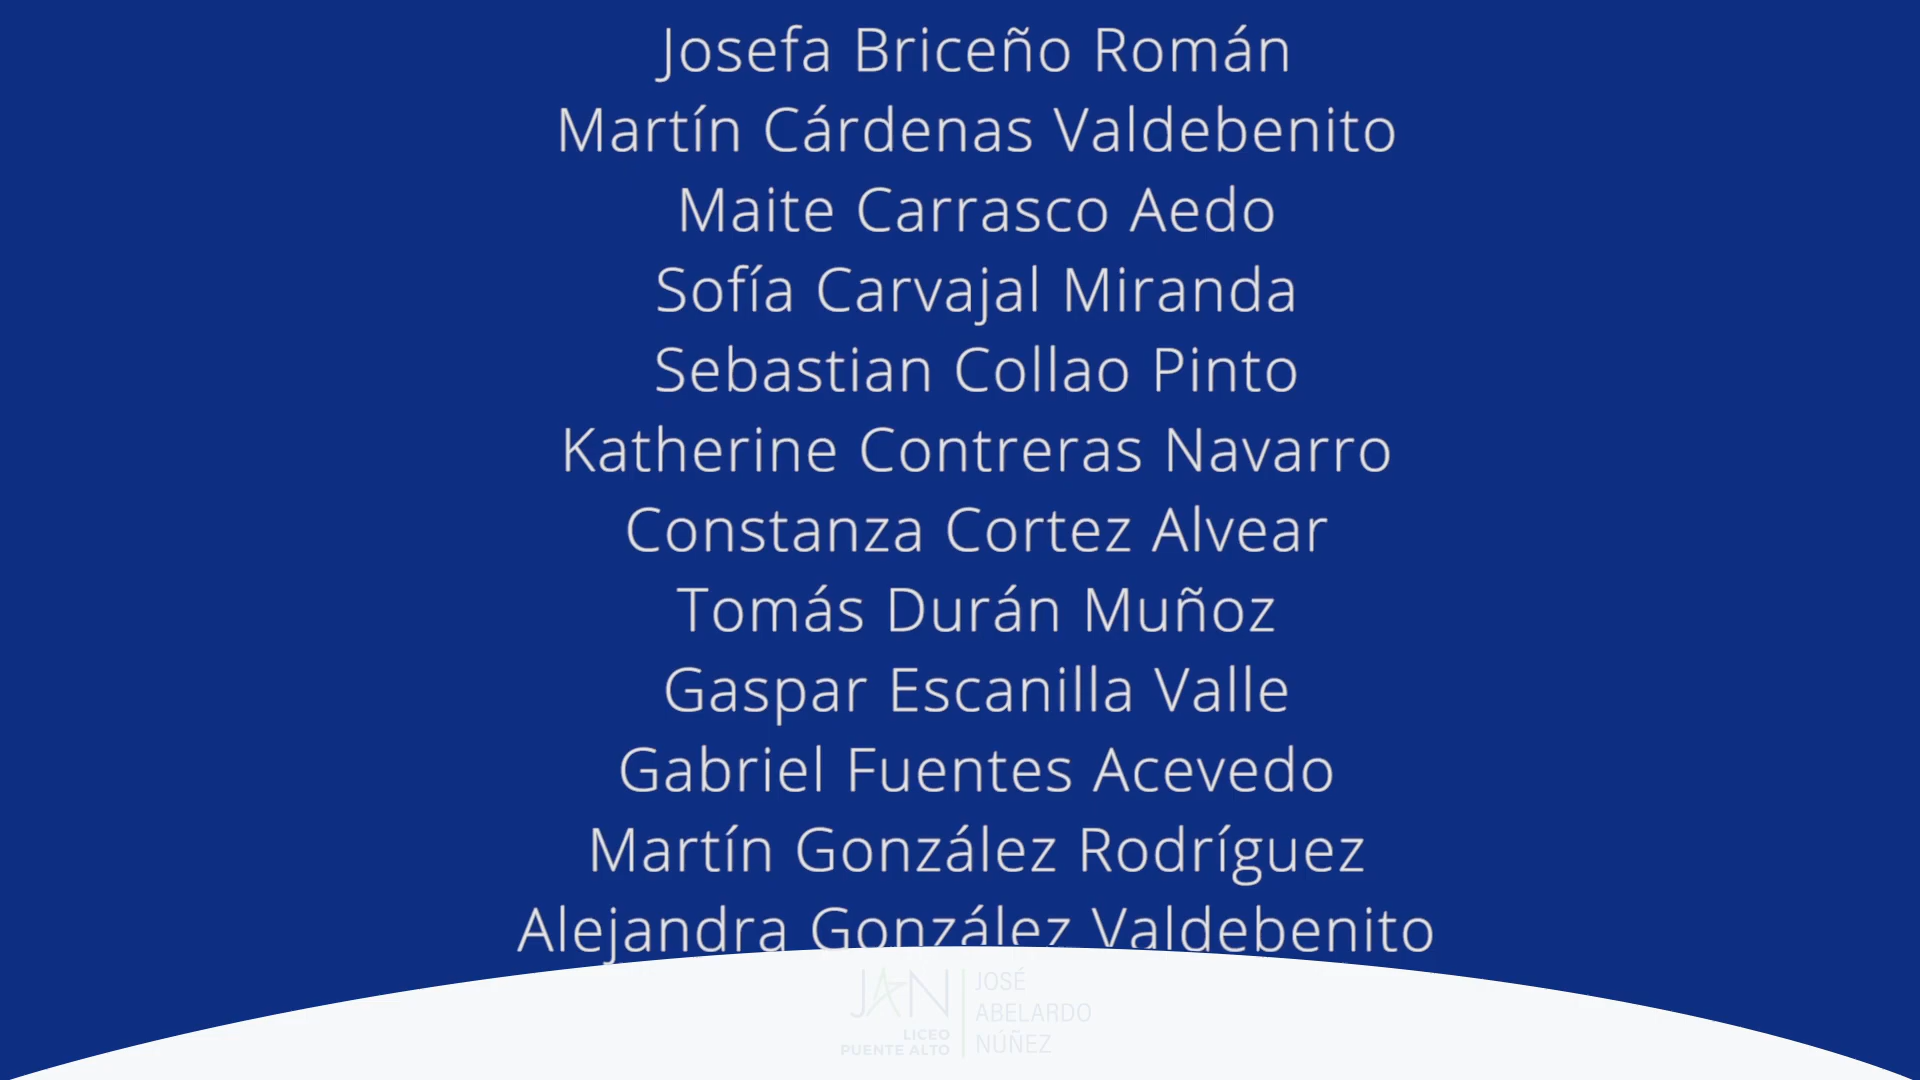 Josefa Briceño Román
Martín Cárdenas Valdebenito
Maite Carrasco Aedo
Sofía Carvajal Miranda
Sebastian Collao Pinto
Katherine Contreras Navarro
Constanza Cortez Alvear
Tomás Durán Muñoz
Gaspar Escanilla Valle
Gabriel Fuentes Acevedo
Martín González Rodríguez
Alejandra González Valdebenito
JAN
LICEO
PUENTE ALTO
JOSÉ
ABELARDO
NÚÑEZ